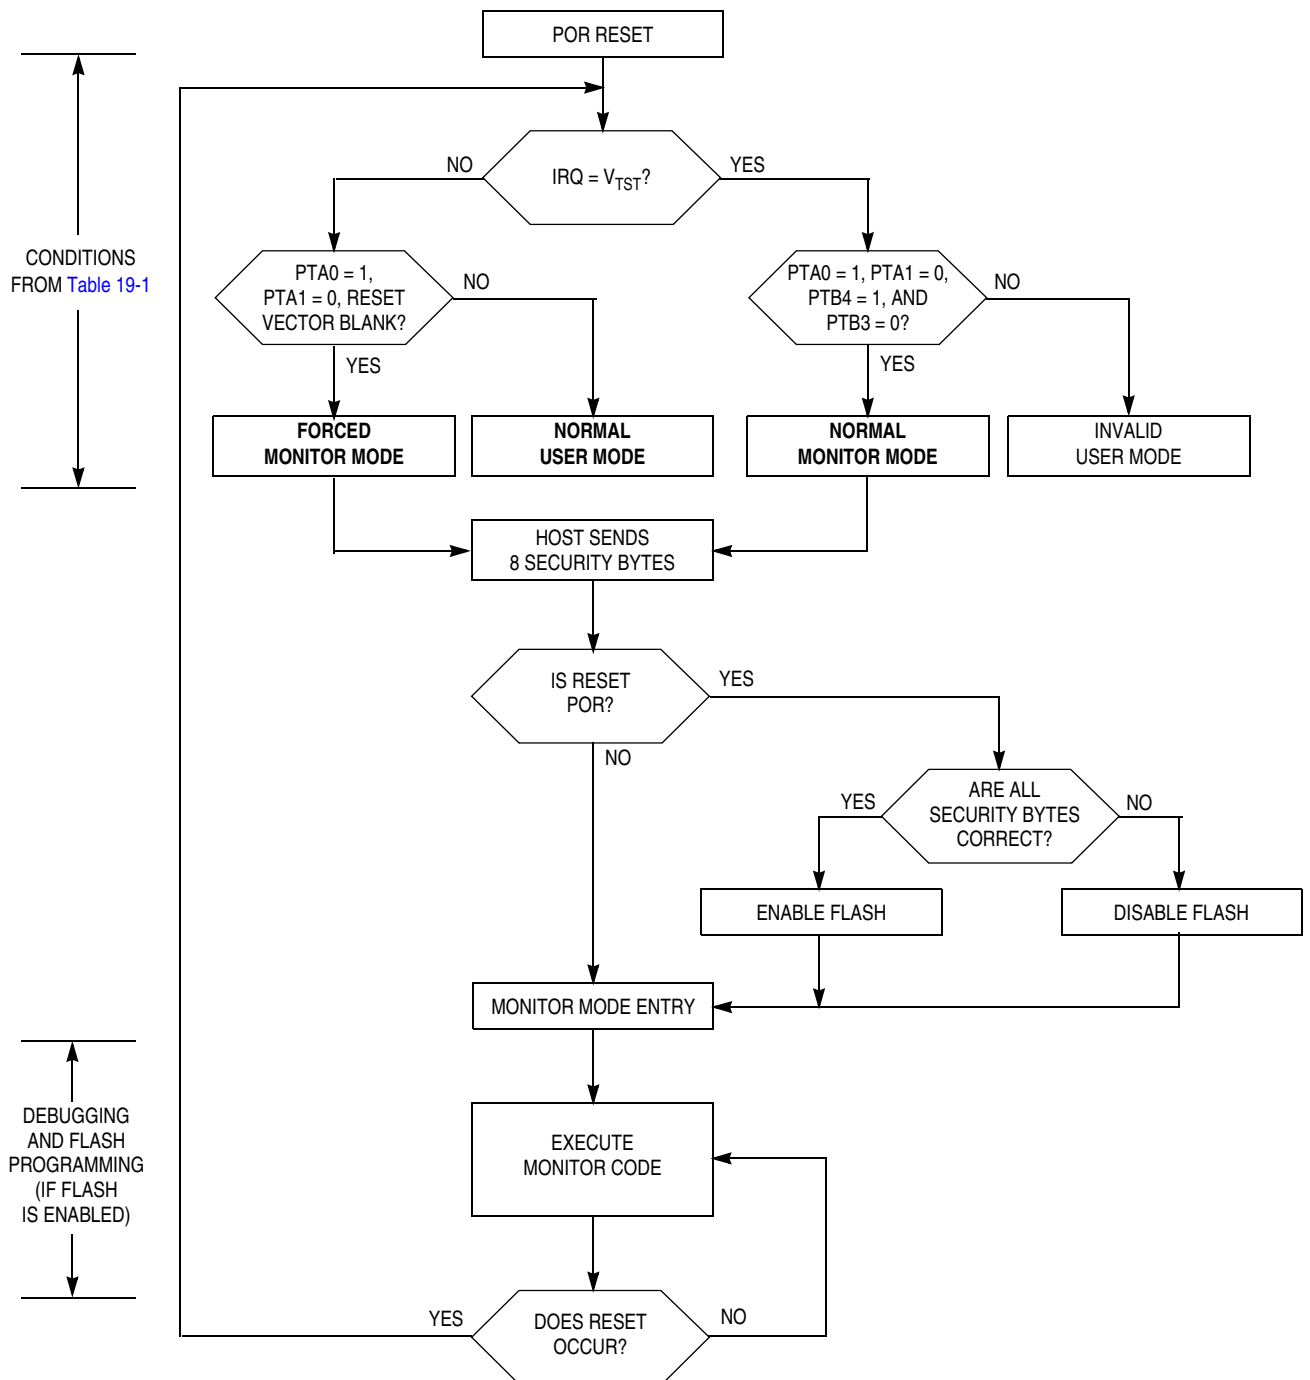 POR RESET
NO
IRQ = VTST?
YES
CONDITIONS
FROM Table 19-1
PTA0 = 1,
PTA1 = 0, RESET
VECTOR BLANK?
NO
YES
PTA0 = 1, PTA1 = 0,
PTB4 = 1, AND
PTB3 = 0?
NO
YES
FORCED
MONITOR MODE
NORMAL
USER MODE
NORMAL
MONITOR MODE
INVALID
USER MODE
HOST SENDS
8 SECURITY BYTES
IS RESET
POR?
YES
NO
YES
ARE ALL
SECURITY BYTES
CORRECT?
NO
ENABLE FLASH
DISABLE FLASH
MONITOR MODE ENTRY
DEBUGGING
AND FLASH
PROGRAMMING
(IF FLASH
IS ENABLED)
EXECUTE
MONITOR CODE
YES
DOES RESET
OCCUR?
NO